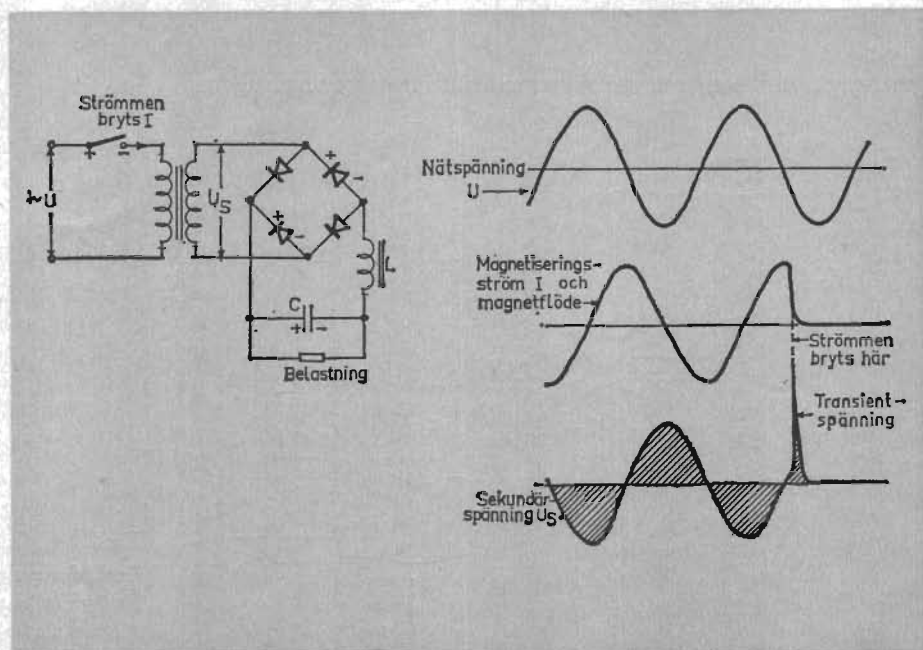 Strömmen
bryts I
+
–
~U
U_S
+
–
+
–
L
C
+
–
Belastning
Nätspänning
U
Magnetiserings-
ström I och
magnetflöde
Strömmen
bryts här
Transient-
spänning
Sekundär-
spänning U_S